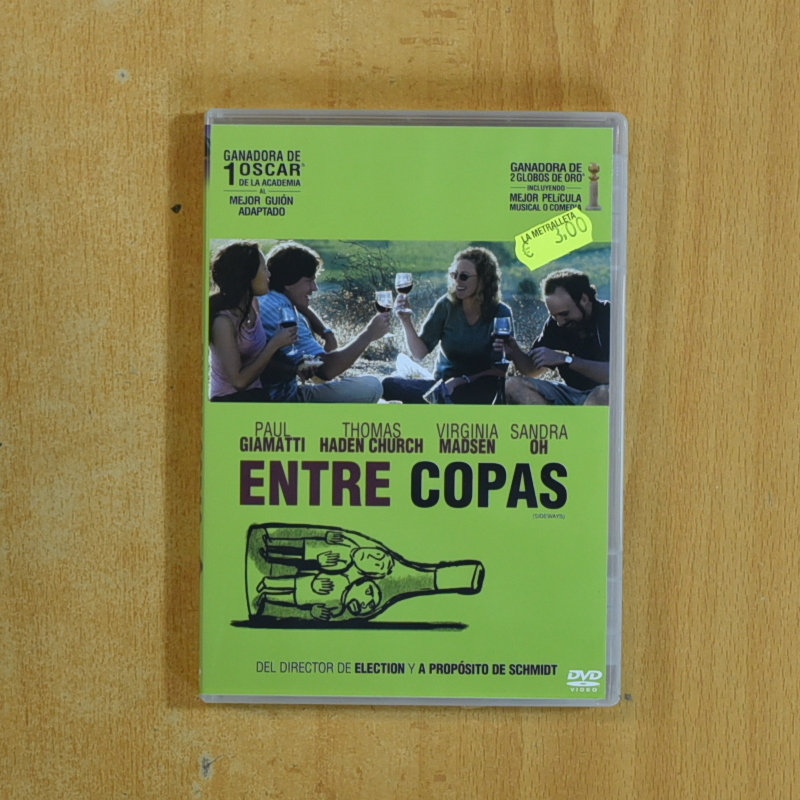 GANADORA DE
1 OSCAR®
DE LA ACADEMIA
AL
MEJOR GUIÓN
ADAPTADO
GANADORA DE
2 GLOBOS DE ORO
INCLUYENDO
MEJOR PELÍCULA
MUSICAL O COMEDIA
LA METRALLETA
€ 3,00
PAUL THOMAS VIRGINIA SANDRA
GIAMATTI HADEN CHURCH MADSEN OH
ENTRE COPAS
(SIDEWAYS)
DEL DIRECTOR DE ELECTION Y A PROPÓSITO DE SCHMIDT
DVD
VIDEO